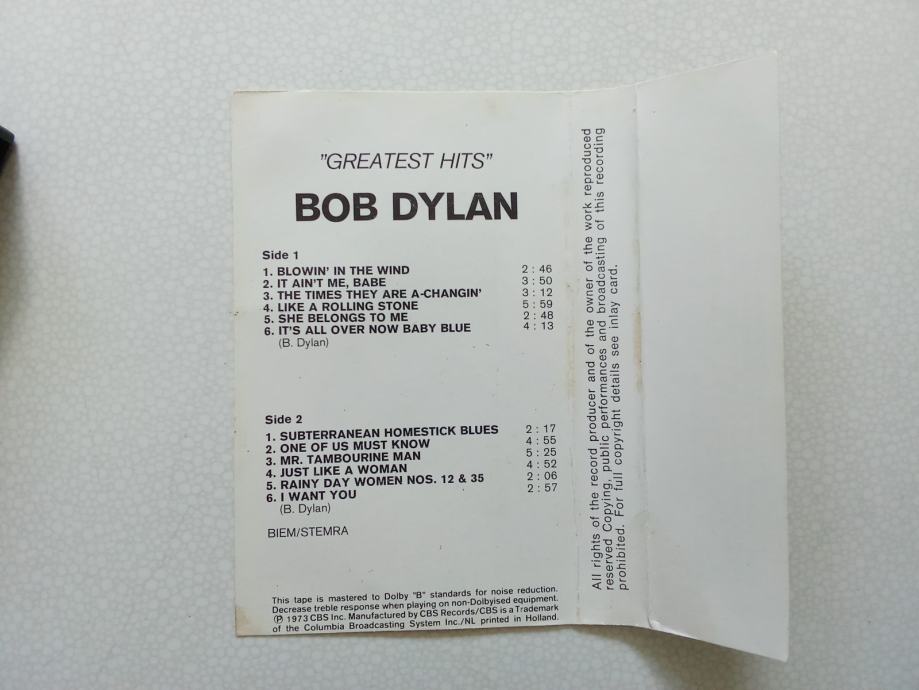 "GREATEST HITS"
BOB DYLAN
Side 1
1. BLOWIN' IN THE WIND 2 : 46
2. IT AIN'T ME, BABE 3 : 50
3. THE TIMES THEY ARE A-CHANGIN' 3 : 12
4. LIKE A ROLLING STONE 5 : 59
5. SHE BELONGS TO ME 2 : 48
6. IT'S ALL OVER NOW BABY BLUE 4 : 13
(B. Dylan)
Side 2
1. SUBTERRANEAN HOMESTICK BLUES 2 : 17
2. ONE OF US MUST KNOW 4 : 55
3. MR. TAMBOURINE MAN 5 : 25
4. JUST LIKE A WOMAN 4 : 52
5. RAINY DAY WOMEN NOS. 12 & 35 2 : 06
6. I WANT YOU 2 : 57
(B. Dylan)
BIEM/STEMRA
This tape is mastered to Dolby "B" standards for noise reduction.
Decrease treble response when playing on non-Dolbyised equipment.
℗ 1973 CBS Inc. Manufactured by CBS Records/CBS is a Trademark
of the Columbia Broadcasting System Inc./NL printed in Holland.
All rights of the record producer and of the owner of the work reproduced
reserved Copying, public performances and broadcasting of this recording
prohibited. For full copyright details see inlay card.